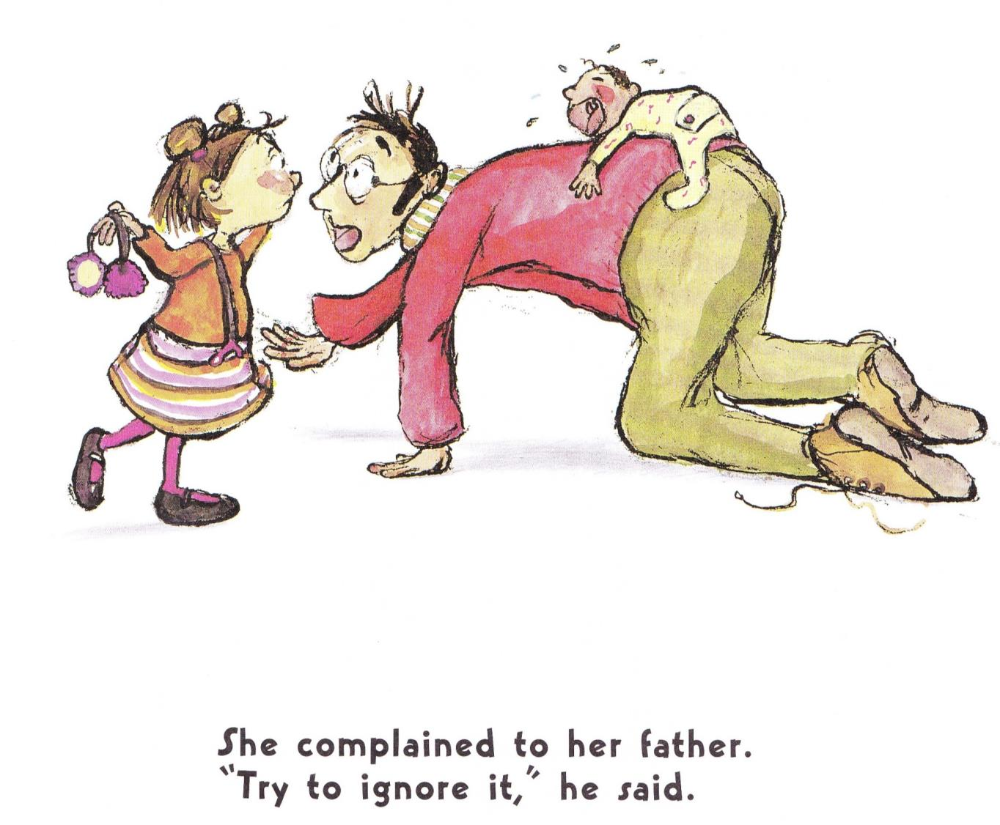 She complained to her father.
"Try to ignore it," he said.